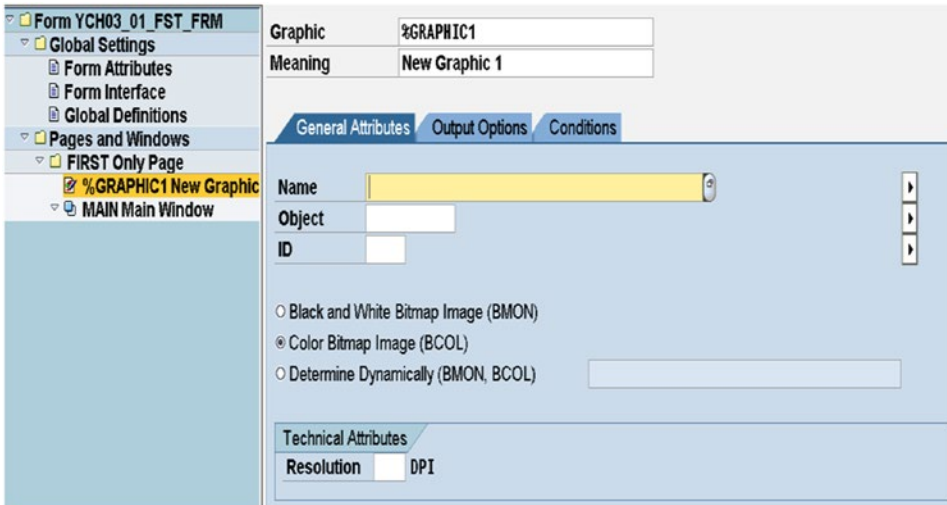 Form YCH03_01_FST_FRM
Global Settings
Form Attributes
Form Interface
Global Definitions
Pages and Windows
FIRST Only Page
%GRAPHIC1 New Graphic
MAIN Main Window
Graphic %GRAPHIC1
Meaning New Graphic 1
General Attributes Output Options Conditions
Name
Object
ID
Black and White Bitmap Image (BMON)
Color Bitmap Image (BCOL)
Determine Dynamically (BMON, BCOL)
Technical Attributes
Resolution DPI